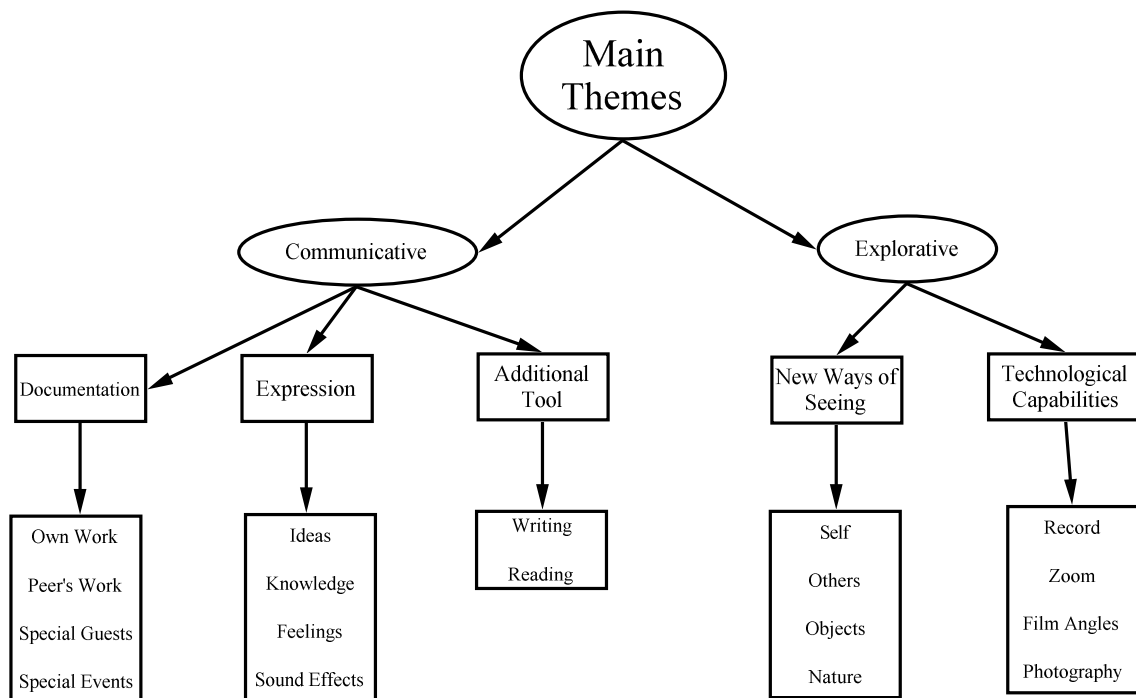 Main
Themes
Communicative
Explorative
Documentation
Expression
Additional
Tool
New Ways of
Seeing
Technological
Capabilities
Own Work
Peer's Work
Special Guests
Special Events
Ideas
Knowledge
Feelings
Sound Effects
Writing
Reading
Self
Others
Objects
Nature
Record
Zoom
Film Angles
Photography